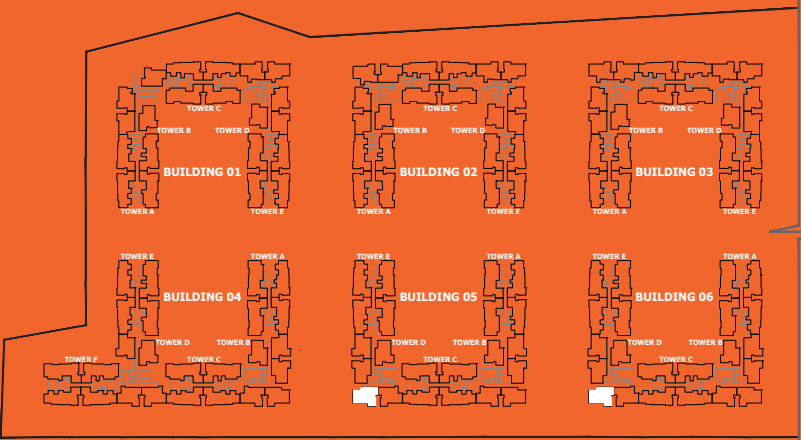 TOWER C TOWER C TOWER C
TOWER B TOWER D TOWER B TOWER D TOWER B TOWER D
BUILDING 01 BUILDING 02 BUILDING 03
TOWER A TOWER E TOWER A TOWER E TOWER A TOWER E
TOWER E TOWER A TOWER E TOWER A TOWER E TOWER A
BUILDING 04 BUILDING 05 BUILDING 06
TOWER D TOWER B TOWER D TOWER B TOWER D TOWER B
TOWER F TOWER C TOWER C TOWER C